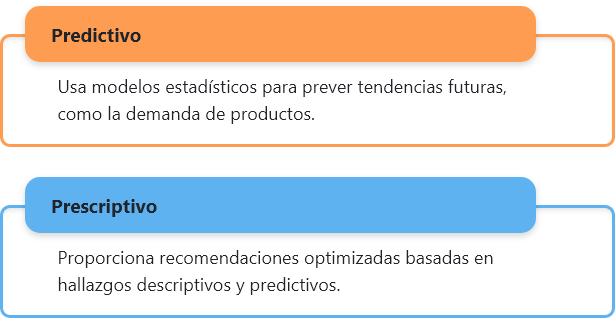 Predictivo
Usa modelos estadísticos para prever tendencias futuras,
como la demanda de productos.
Prescriptivo
Proporciona recomendaciones optimizadas basadas en
hallazgos descriptivos y predictivos.